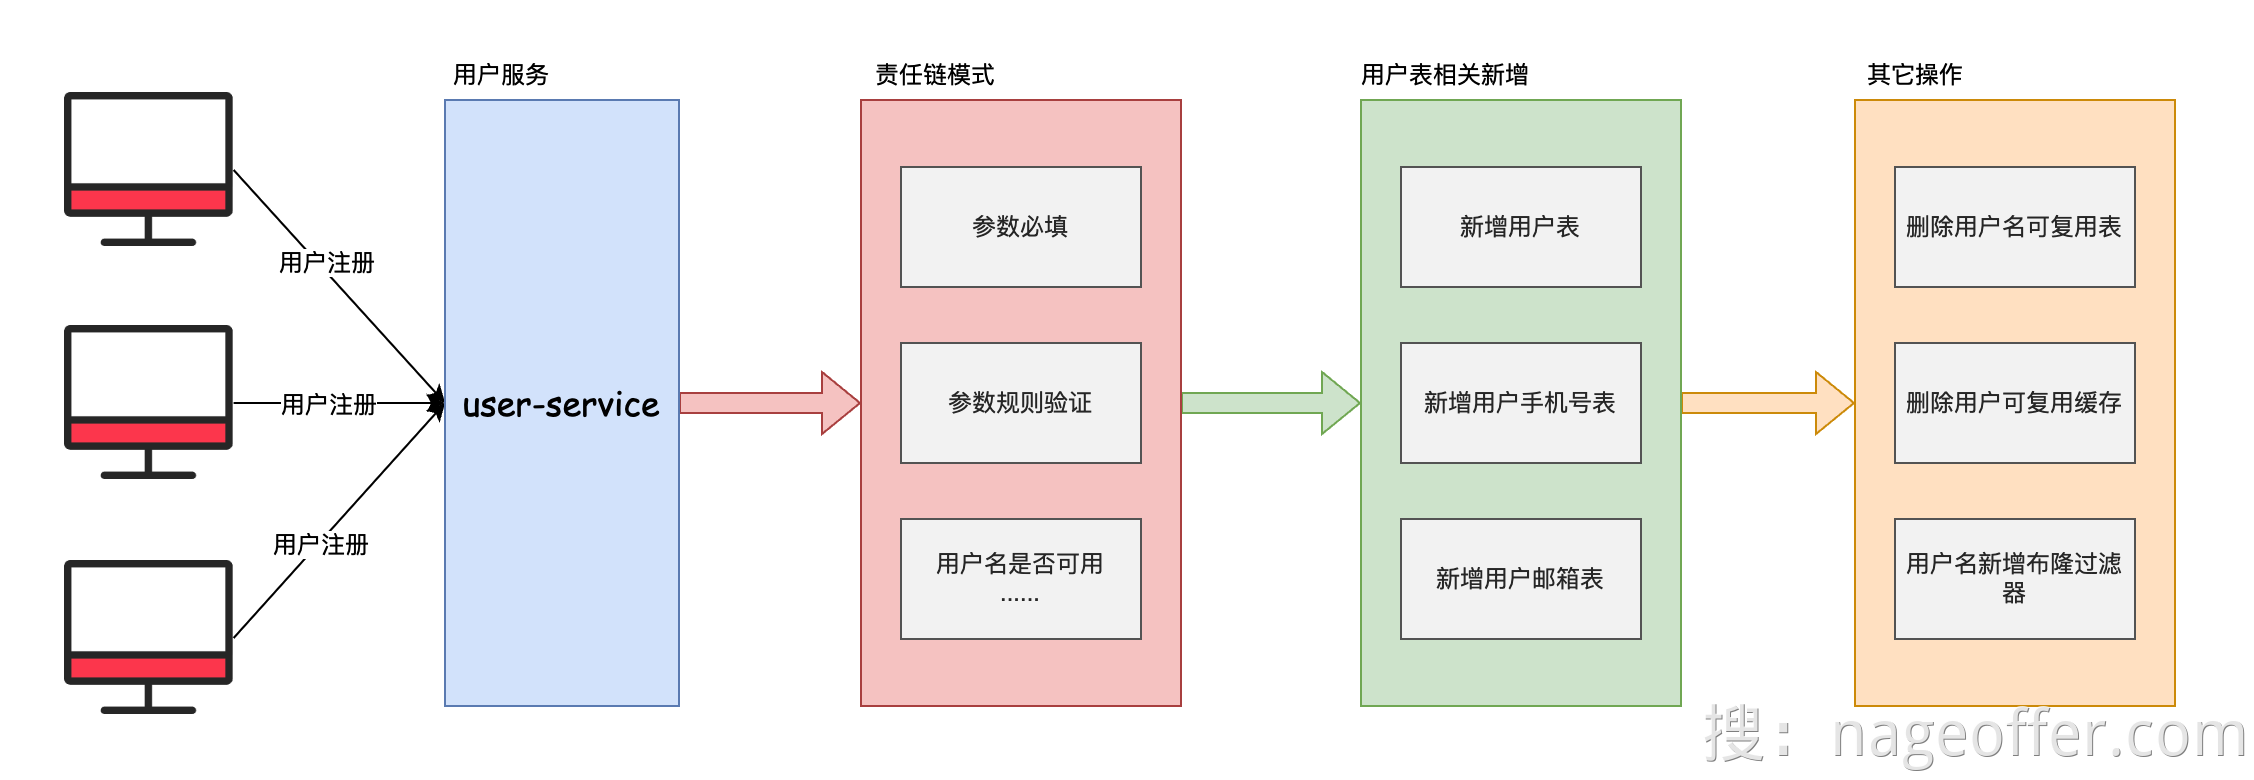 用户服务
责任链模式
用户表相关新增
其它操作
用户注册
用户注册
用户注册
user-service
参数必填
参数规则验证
用户名是否可用
......
新增用户表
新增用户手机号表
新增用户邮箱表
删除用户名可复用表
删除用户可复用缓存
用户名新增布隆过滤
器
搜：nageoffer.com